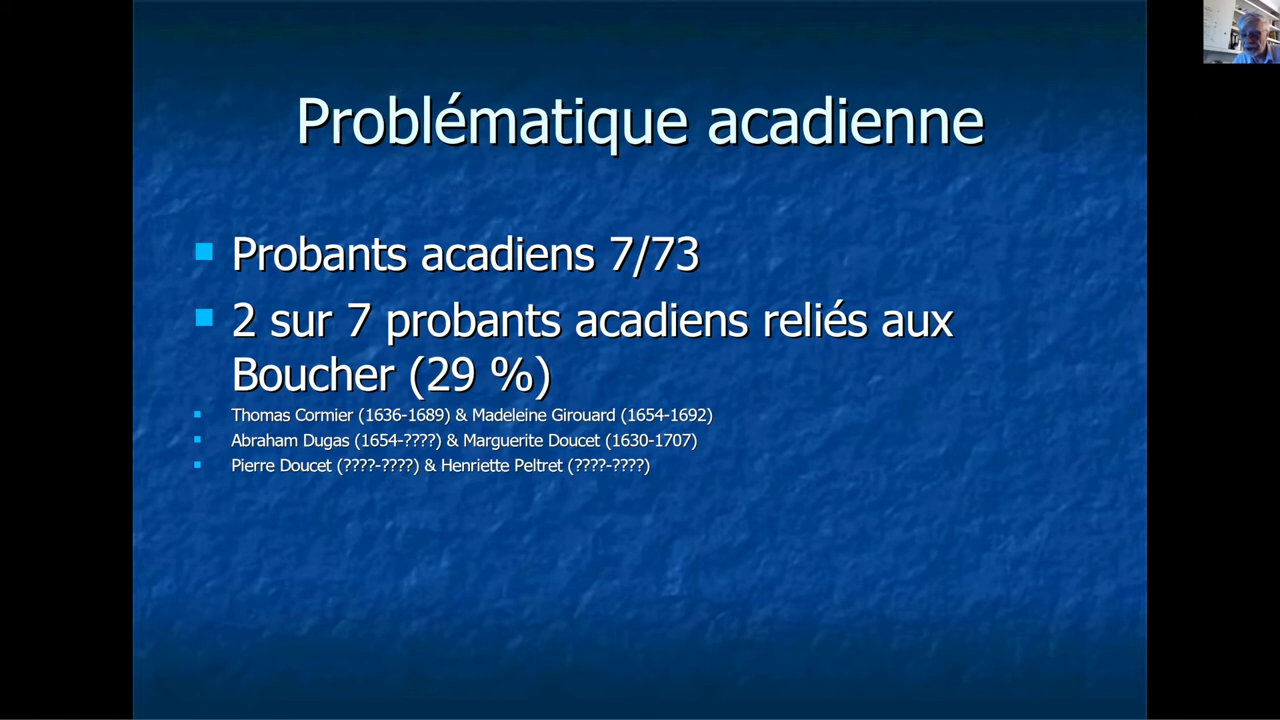 Problématique acadienne
Probants acadiens 7/73
2 sur 7 probants acadiens reliés aux
Boucher (29 %)
Thomas Cormier (1636-1689) & Madeleine Girouard (1654-1692)
Abraham Dugas (1654-????) & Marguerite Doucet (1630-1707)
Pierre Doucet (????-????) & Henriette Peltret (????-????)